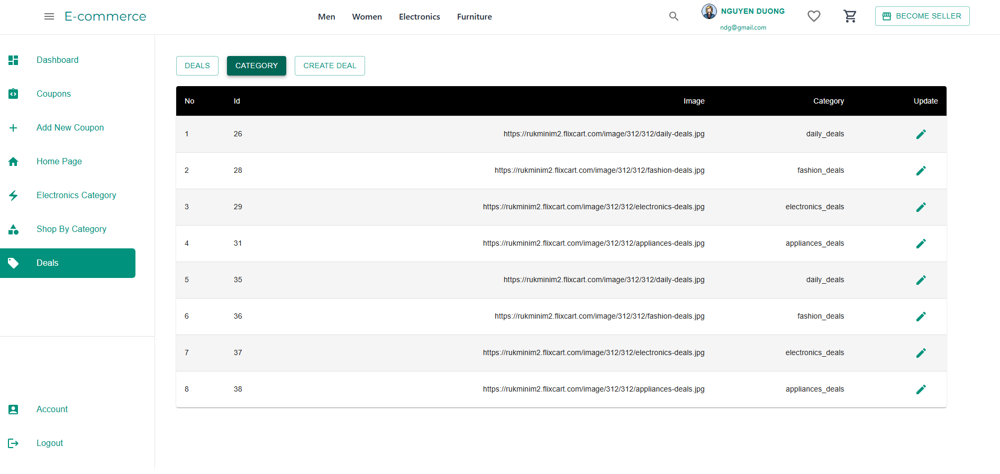 E-commerce
Men Women Electronics Furniture
NGUYEN DUONG
ndg@gmail.com
BECOME SELLER
Dashboard
Coupons
Add New Coupon
Home Page
Electronics Category
Shop By Category
Deals
Account
Logout
DEALS CATEGORY CREATE DEAL
No Id Image Category Update
1 26 https://rukminim2.flixcart.com/image/312/312/daily-deals.jpg daily_deals
2 28 https://rukminim2.flixcart.com/image/312/312/fashion-deals.jpg fashion_deals
3 29 https://rukminim2.flixcart.com/image/312/312/electronics-deals.jpg electronics_deals
4 31 https://rukminim2.flixcart.com/image/312/312/appliances-deals.jpg appliances_deals
5 35 https://rukminim2.flixcart.com/image/312/312/daily-deals.jpg daily_deals
6 36 https://rukminim2.flixcart.com/image/312/312/fashion-deals.jpg fashion_deals
7 37 https://rukminim2.flixcart.com/image/312/312/electronics-deals.jpg electronics_deals
8 38 https://rukminim2.flixcart.com/image/312/312/appliances-deals.jpg appliances_deals